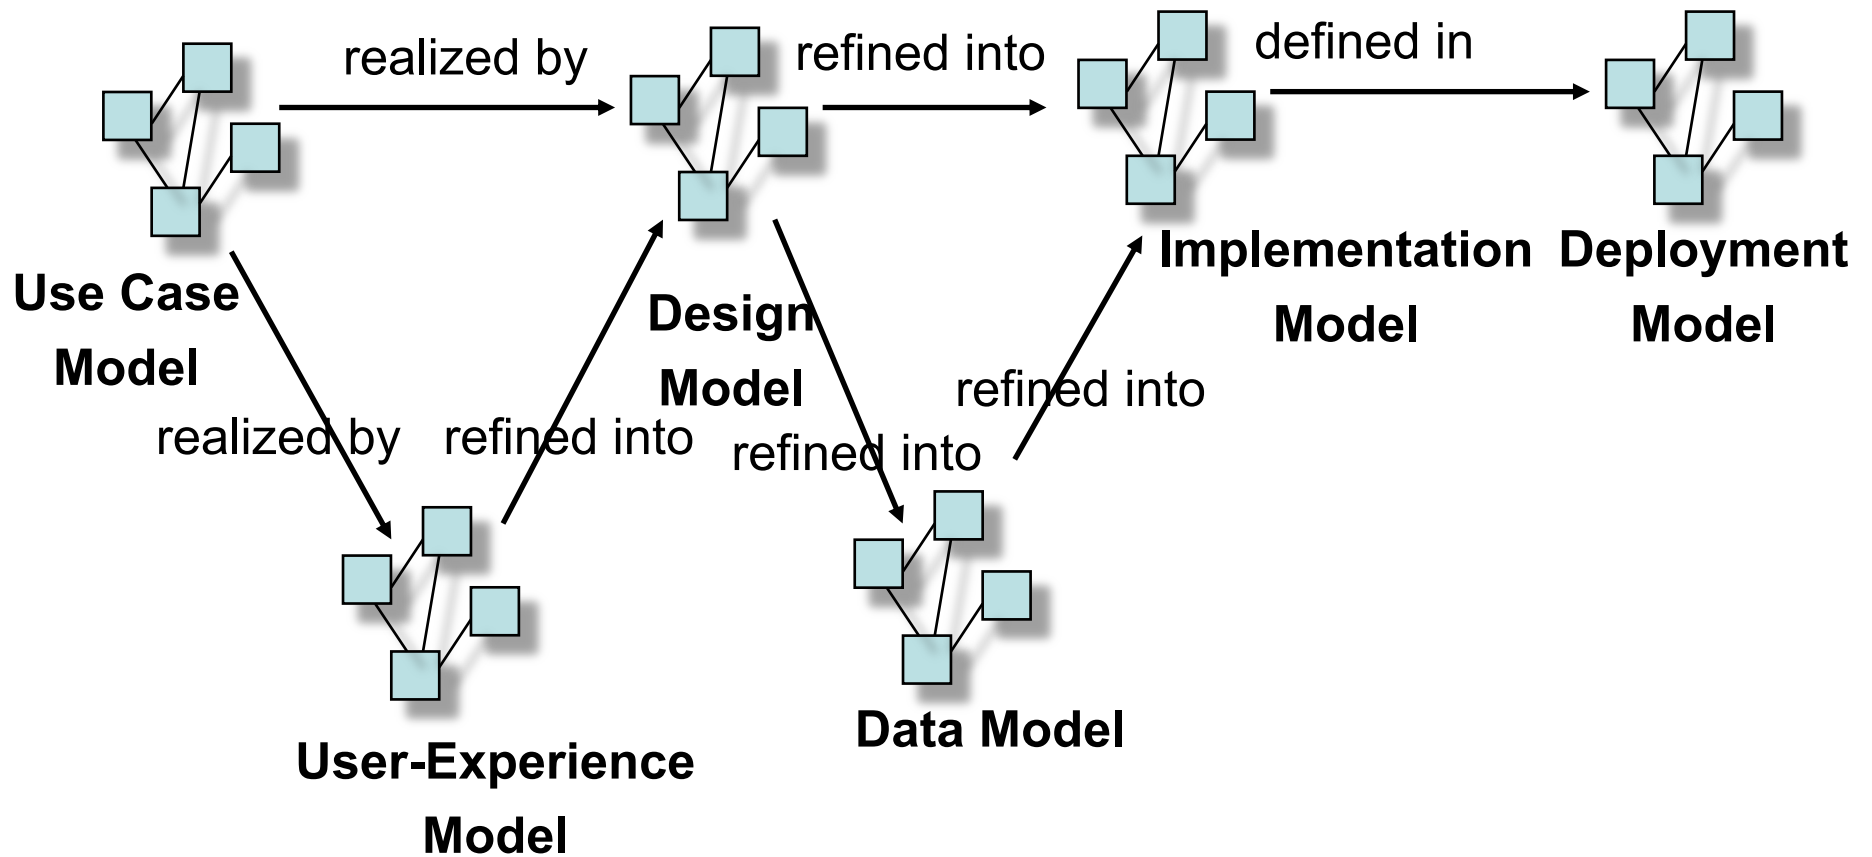 realized by
refined into
defined in
Use Case
Model
Design
Model
Implementation
Model
Deployment
Model
realized by
refined into
refined into
refined into
User-Experience
Model
Data Model